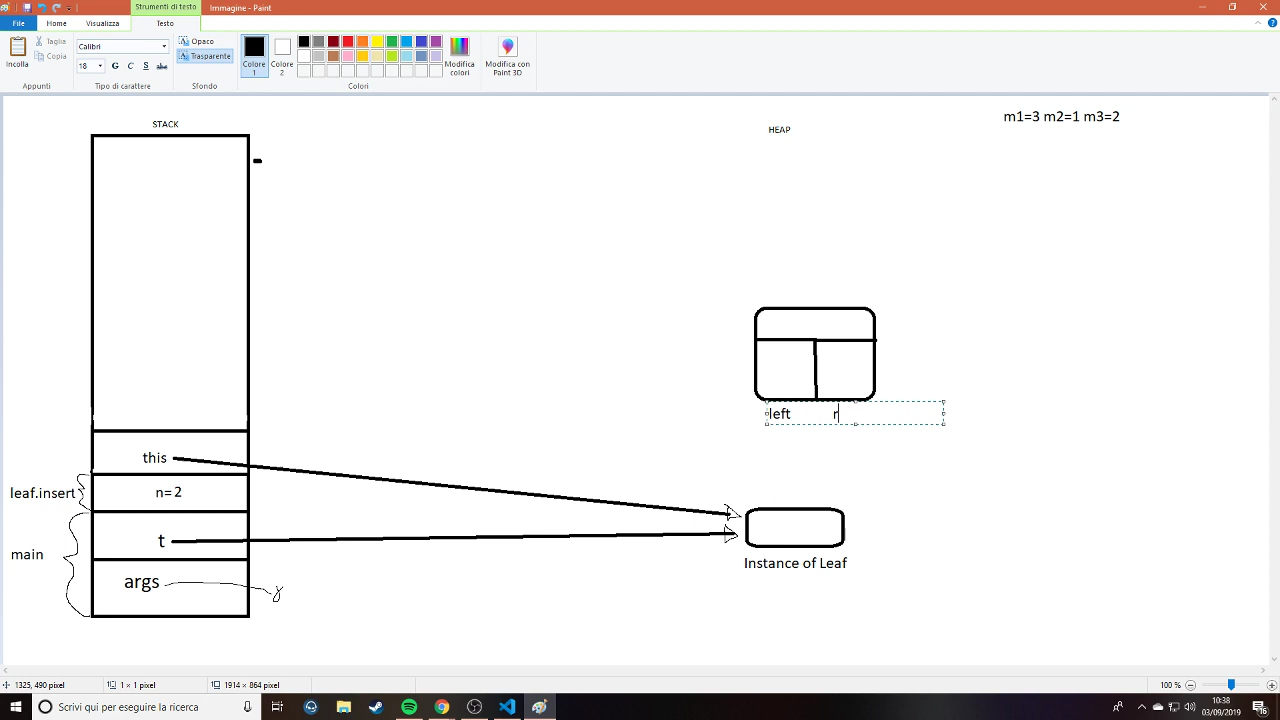 Strumenti di testo
Immagine - Paint
File
Home
Visualizza
Testo
Incolla
Taglia
Copia
Appunti
Calibri
18
G C S abc
Tipo di carattere
Opaco
Trasparente
Sfondo
Colore 1
Colore 2
Colori
Modifica colori
Modifica con Paint 3D
STACK
HEAP
m1=3 m2=1 m3=2
left r
this
leaf.insert
n=2
t
main
args
Instance of Leaf
1325, 490 pixel
1 × 1 pixel
1914 × 864 pixel
100 %
Scrivi qui per eseguire la ricerca
10:38
03/09/2019